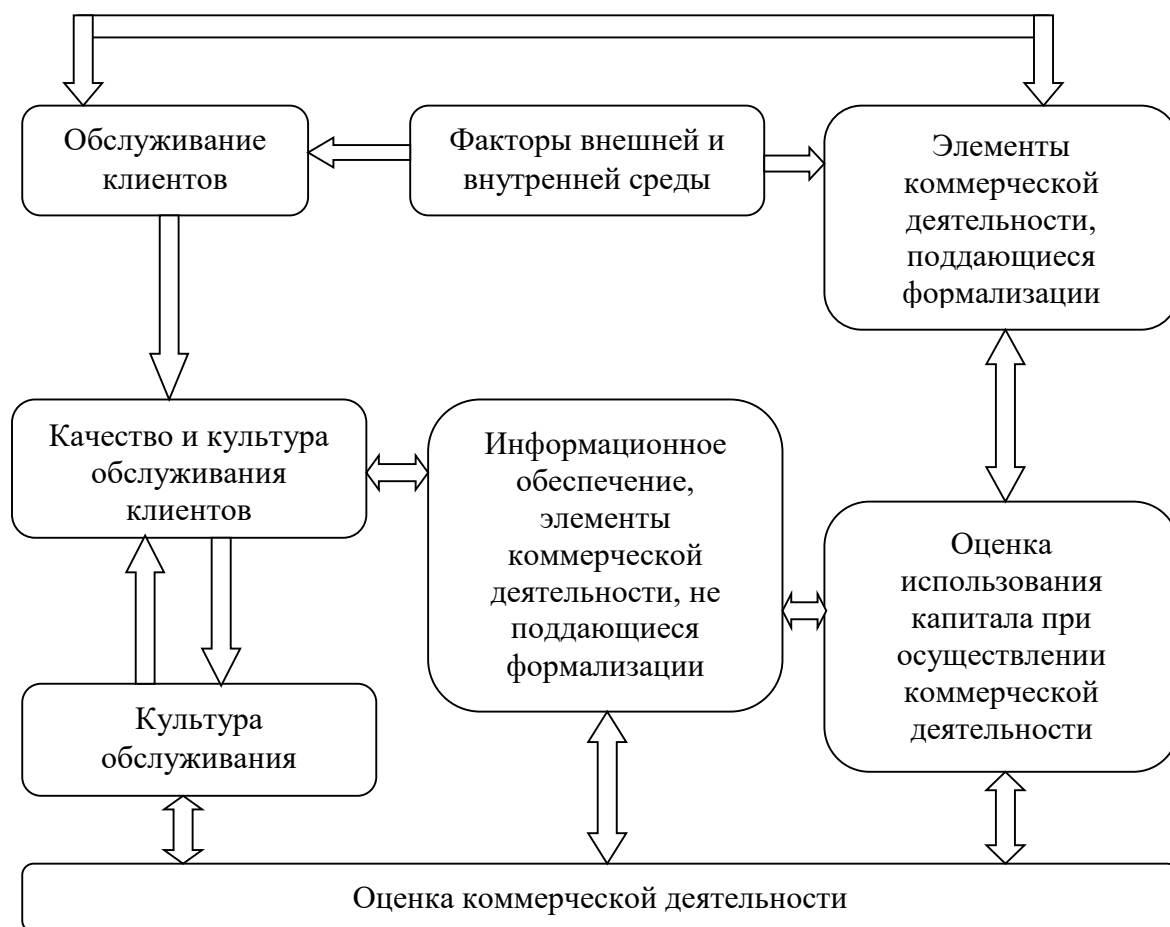 Обслуживание
клиентов
Факторы внешней и
внутренней среды
Элементы
коммерческой
деятельности,
поддающиеся
формализации
Качество и культура
обслуживания
клиентов
Информационное
обеспечение,
элементы
коммерческой
деятельности, не
поддающиеся
формализации
Оценка
использования
капитала при
осуществлении
коммерческой
деятельности
Культура
обслуживания
Оценка коммерческой деятельности